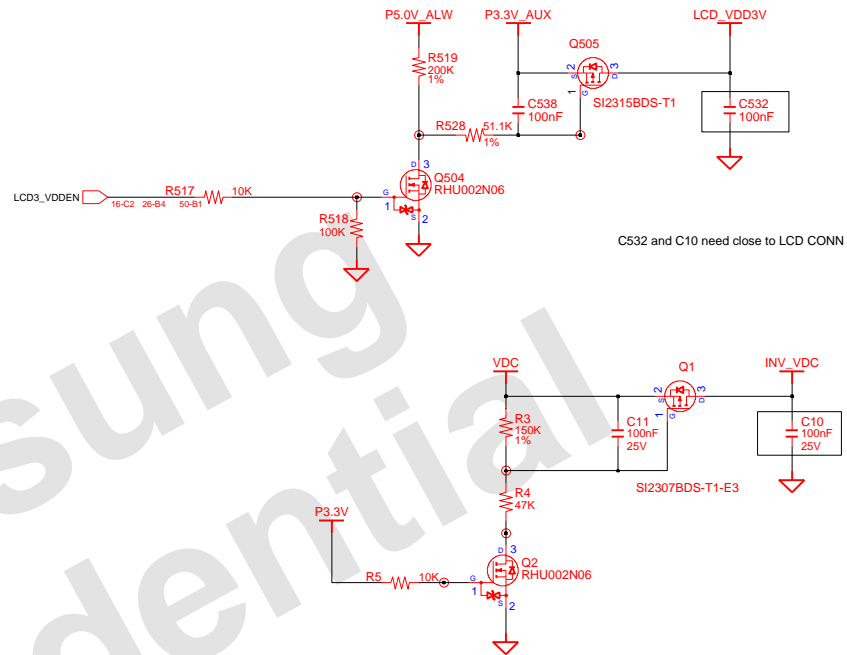 P5.0V_ALW
P3.3V_AUX
LCD_VDD3V
R519
200K
1%
Q505
2
S
D
3
1
G
SI2315BDS-T1
C538
100nF
C532
100nF
R528
51.1K
1%
D
3
Q504
RHU002N06
G
1
S
2
LCD3_VDDEN
16-C2
26-B4
50-B1
R517
10K
R518
100K
C532 and C10 need close to LCD CONN
VDC
Q1
INV_VDC
2
S
D
3
1
G
R3
150K
1%
C11
100nF
25V
C10
100nF
25V
SI2307BDS-T1-E3
R4
47K
P3.3V
D
3
Q2
RHU002N06
R5
10K
G
1
S
2
sung
dential